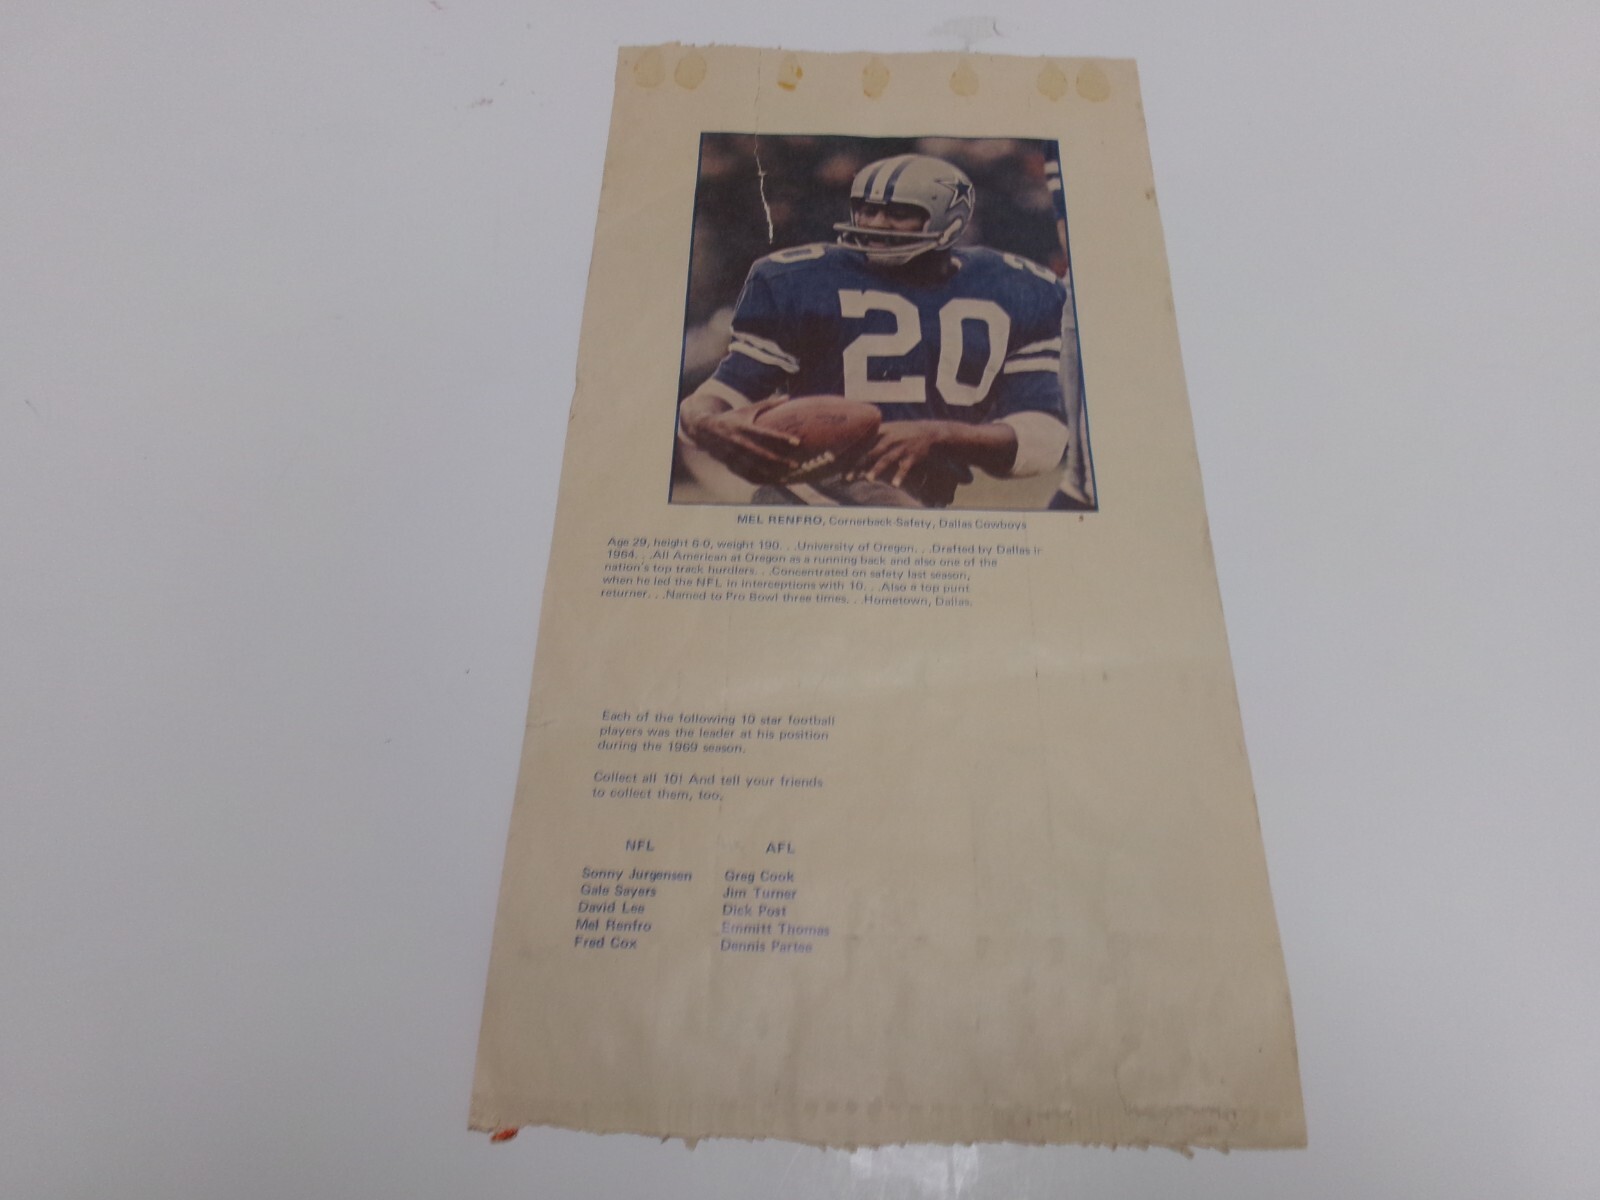 20
20
20
MEL RENFRO, Cornerback-Safety, Dallas Cowboys
Age 29, height 6-0, weight 190. . .University of Oregon. . .Drafted by Dallas in
1964. . .All American at Oregon as a running back and also one of the
nation's top track hurdlers. . .Concentrated on safety last season,
when he led the NFL in interceptions with 10. . .Also a top punt
returner. . .Named to Pro Bowl three times. . .Hometown, Dallas.
Each of the following 10 star football
players was the leader at his position
during the 1969 season.
Collect all 10! And tell your friends
to collect them, too.
NFL AFL
Sonny Jurgensen Greg Cook
Gale Sayers Jim Turner
David Lee Dick Post
Mel Renfro Emmitt Thomas
Fred Cox Dennis Partee